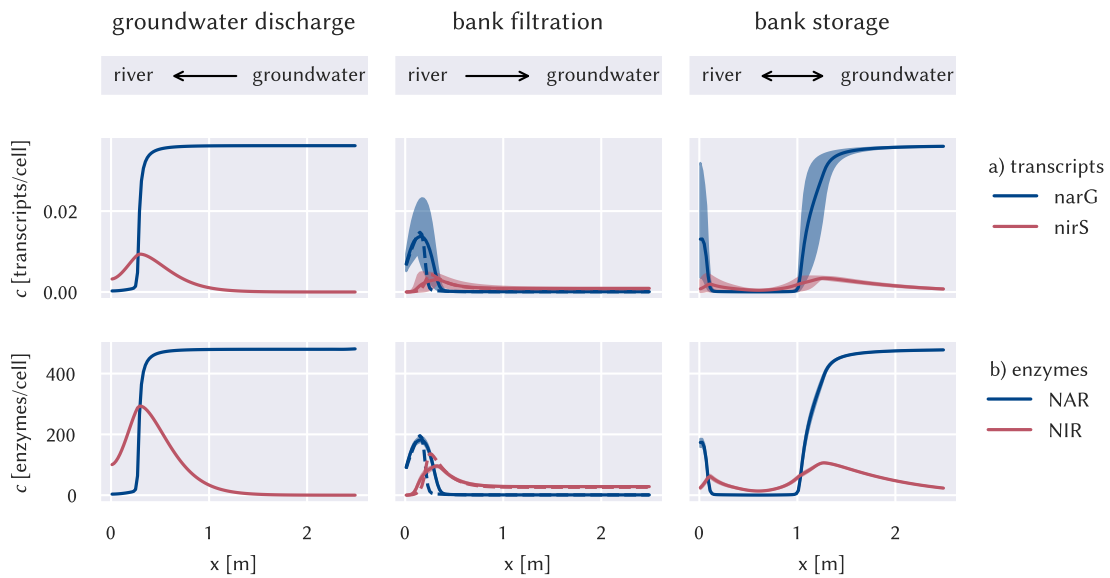 groundwater discharge
bank filtration
bank storage
river groundwater
river groundwater
river groundwater
c [transcripts/cell]
0.02
0.00
a) transcripts
narG
nirS
c [enzymes/cell]
400
200
0
b) enzymes
NAR
NIR
0 1 2
0 1 2
0 1 2
x [m]
x [m]
x [m]